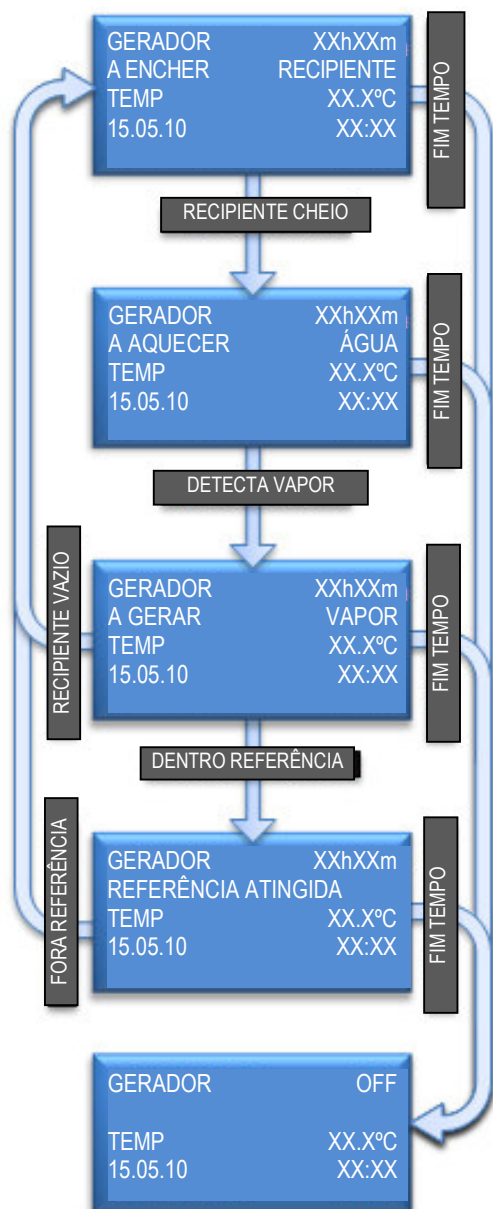 GERADOR XXhXXm
A ENCHER RECIPIENTE
TEMP XX.XºC
15.05.10 XX:XX
FIM TEMPO
RECIPIENTE CHEIO
GERADOR XXhXXm
A AQUECER ÁGUA
TEMP XX.XºC
15.05.10 XX:XX
FIM TEMPO
DETECTA VAPOR
RECIPIENTE VAZIO
GERADOR XXhXXm
A GERAR VAPOR
TEMP XX.XºC
15.05.10 XX:XX
FIM TEMPO
DENTRO REFERÊNCIA
FORA REFERÊNCIA
GERADOR XXhXXm
REFERÊNCIA ATINGIDA
TEMP XX.XºC
15.05.10 XX:XX
FIM TEMPO
GERADOR OFF
TEMP XX.XºC
15.05.10 XX:XX